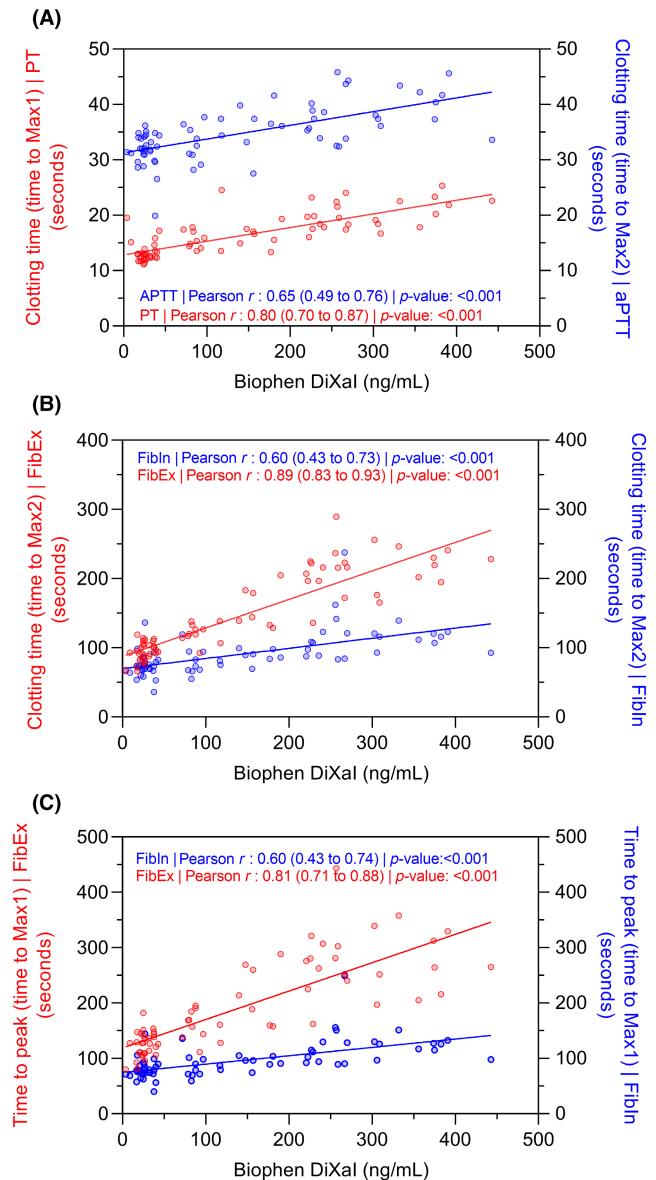 (A)
Clotting time (time to Max1) | PT
(seconds)
50
40
30
20
10
0
50
40
30
20
10
0
Clotting time (time to Max2) | aPTT
(seconds)
APTT | Pearson r : 0.65 (0.49 to 0.76) | p-value: <0.001
PT | Pearson r : 0.80 (0.70 to 0.87) | p-value: <0.001
0 100 200 300 400 500
Biophen DiXaI (ng/mL)
(B)
Clotting time (time to Max2) | FibEx
(seconds)
400
300
200
100
0
400
300
200
100
0
Clotting time (time to Max2) | FibIn
(seconds)
FibIn | Pearson r : 0.60 (0.43 to 0.73) | p-value: <0.001
FibEx | Pearson r : 0.89 (0.83 to 0.93) | p-value: <0.001
0 100 200 300 400 500
Biophen DiXaI (ng/mL)
(C)
Time to peak (time to Max1) | FibEx
(seconds)
500
400
300
200
100
0
500
400
300
200
100
0
Time to peak (time to Max1) | FibIn
(seconds)
FibIn | Pearson r : 0.60 (0.43 to 0.74) | p-value:<0.001
FibEx | Pearson r : 0.81 (0.71 to 0.88) | p-value: <0.001
0 100 200 300 400 500
Biophen DiXaI (ng/mL)